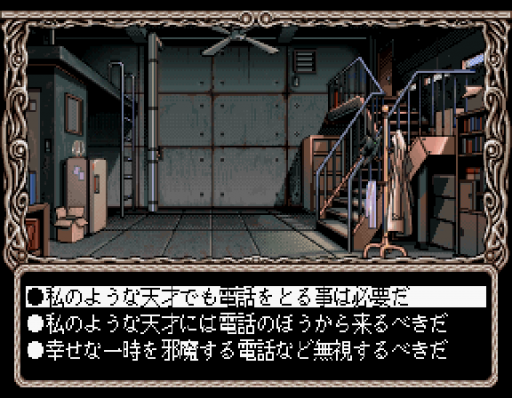 ●私のような天才でも電話をとる事は必要だ
●私のような天才には電話のほうから来るべきだ
●幸せな一時を邪魔する電話など無視するべきだ